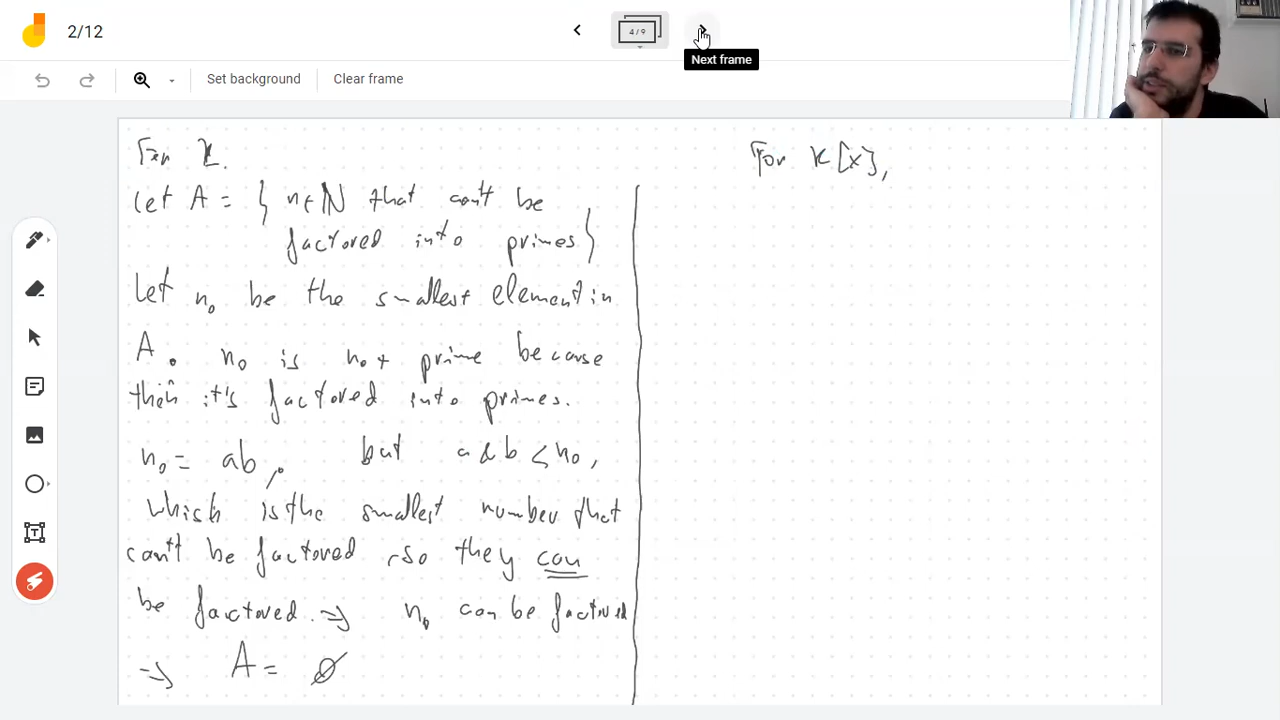 2/12
4/9
Next frame
Set background
Clear frame
For Z.
Let A = { n∈ℕ that can't be
factored into primes }
Let n₀ be the smallest element in
A. n₀ is not prime because
then it's factored into primes.
n₀ = ab, but a & b < n₀,
which is the smallest number that
can't be factored, so they can
be factored. ⇒ n₀ can be factored
⇒ A = ∅
For K[x],